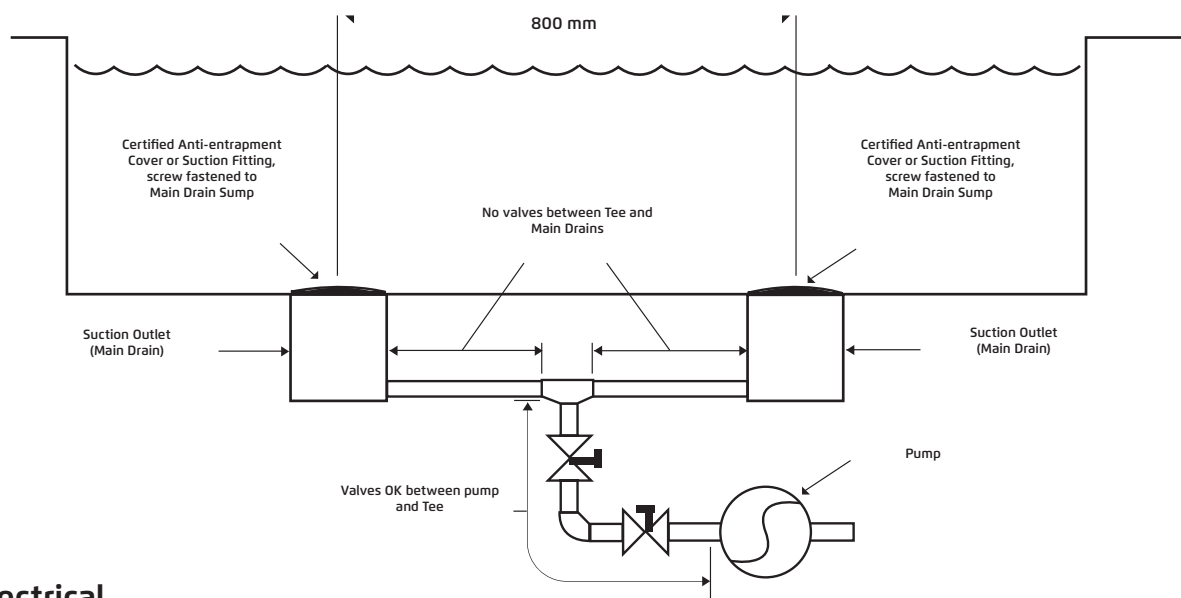 800 mm
Certified Anti-entrapment
Cover or Suction Fitting,
screw fastened to
Main Drain Sump
Certified Anti-entrapment
Cover or Suction Fitting,
screw fastened to
Main Drain Sump
No valves between Tee and
Main Drains
Suction Outlet
(Main Drain)
Suction Outlet
(Main Drain)
Valves OK between pump
and Tee
Pump